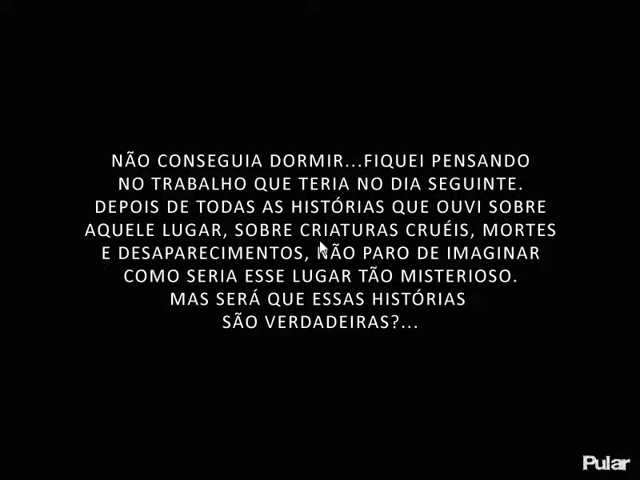 NÃO CONSEGUIA DORMIR...FIQUEI PENSANDO
NO TRABALHO QUE TERIA NO DIA SEGUINTE.
DEPOIS DE TODAS AS HISTÓRIAS QUE OUVI SOBRE
AQUELE LUGAR, SOBRE CRIATURAS CRUÉIS, MORTES
E DESAPARECIMENTOS, NÃO PARO DE IMAGINAR
COMO SERIA ESSE LUGAR TÃO MISTERIOSO.
MAS SERÁ QUE ESSAS HISTÓRIAS
SÃO VERDADEIRAS?...
Pular